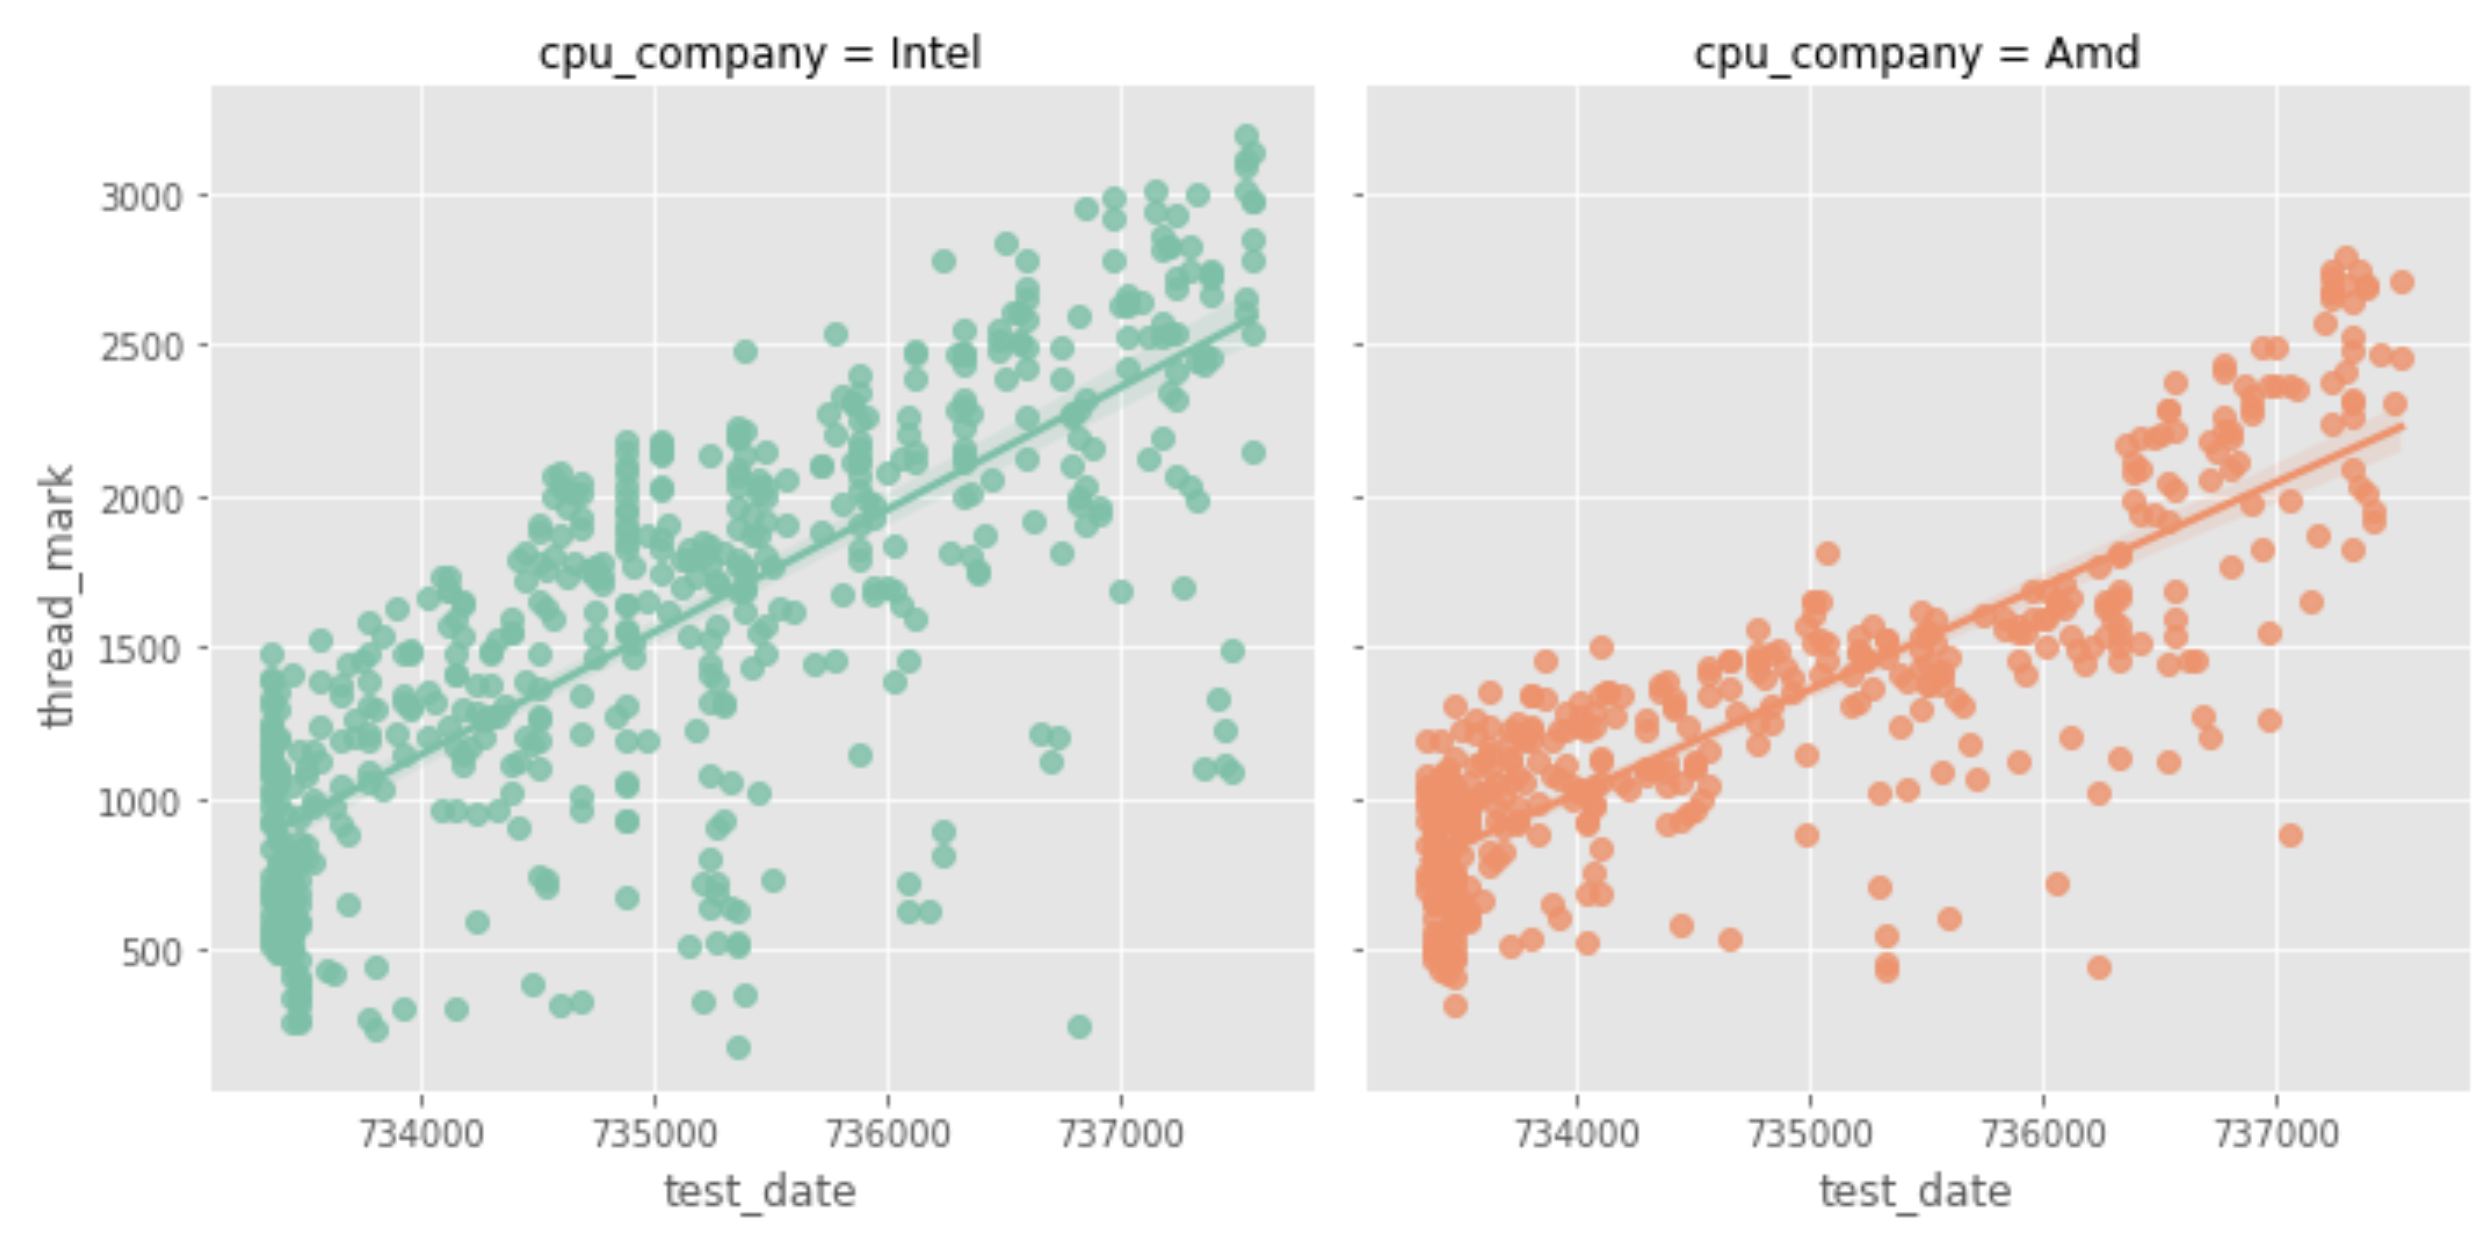 cpu_company = Intel
cpu_company = Amd
thread_mark
3000
2500
2000
1500
1000
500
734000 735000 736000 737000
734000 735000 736000 737000
test_date
test_date